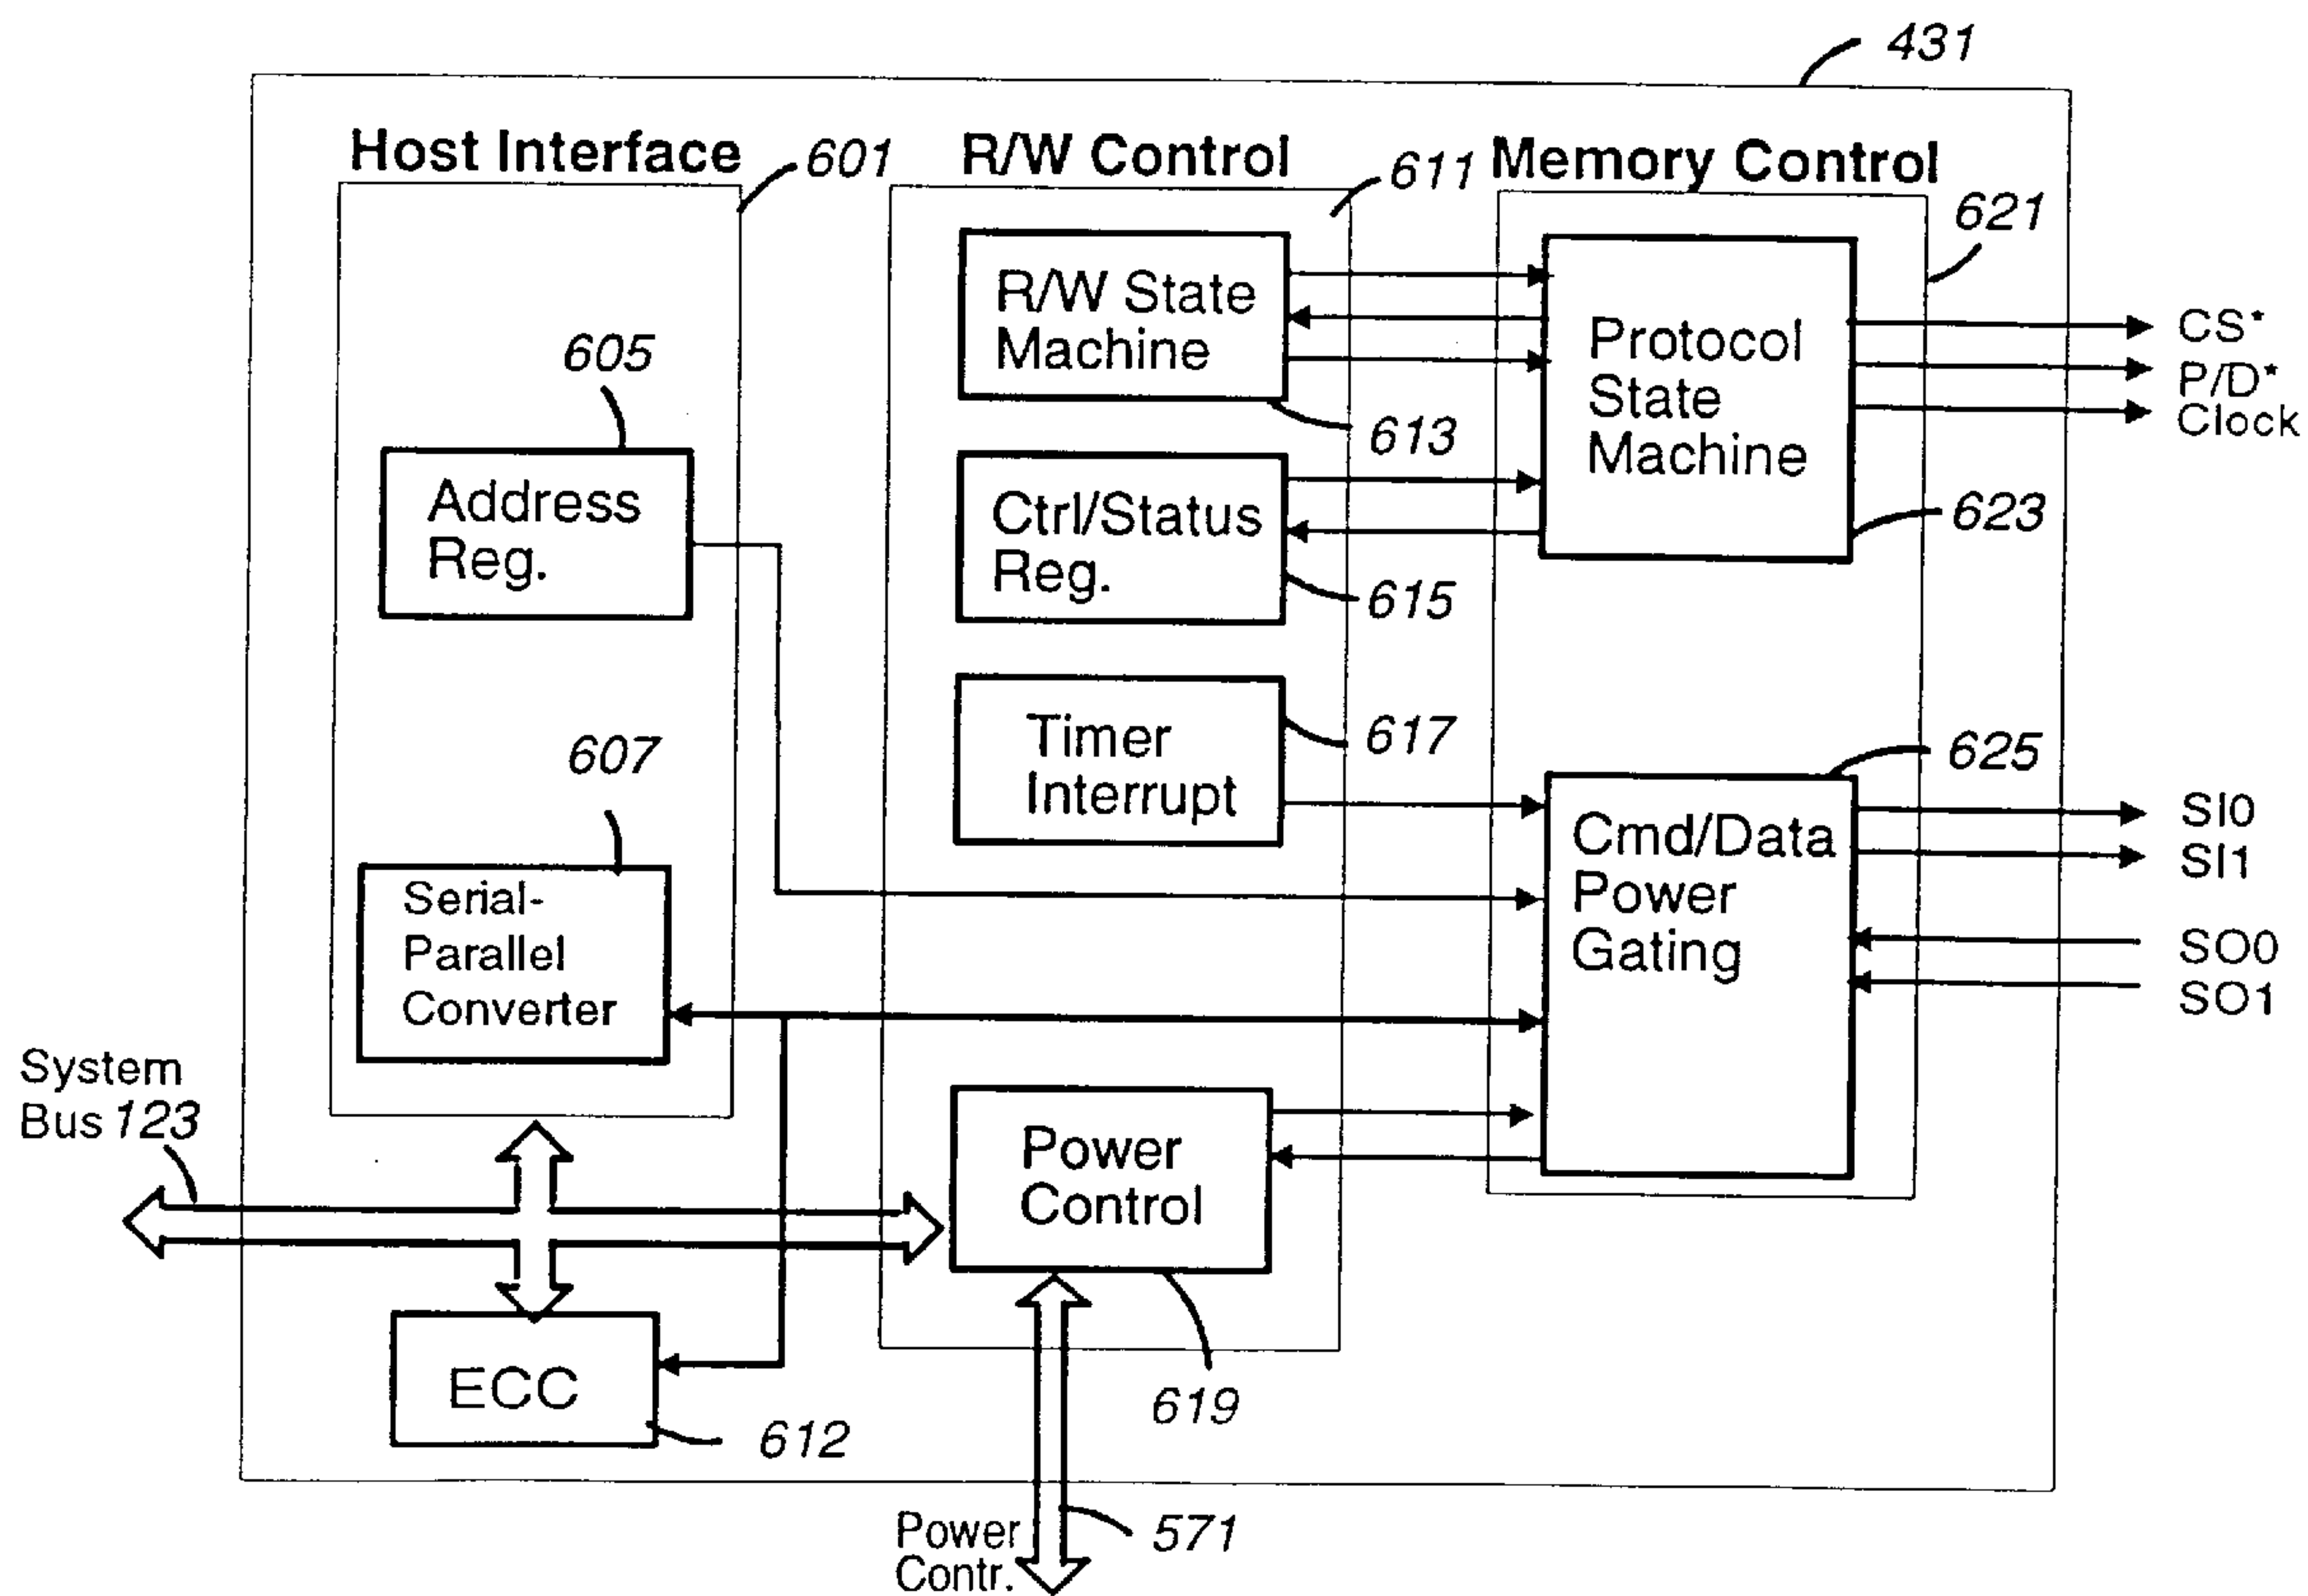 431
Host Interface
601
R/W Control
611
Memory Control
621
R/W State
Machine
613
Protocol
State
Machine
623
CS*
P/D*
Clock
605
Address
Reg.
Ctrl/Status
Reg.
615
Timer
Interrupt
617
625
607
Serial-
Parallel
Converter
Cmd/Data
Power
Gating
SI0
SI1
SO0
SO1
System
Bus 123
Power
Control
619
ECC
612
Power
Contr.
571